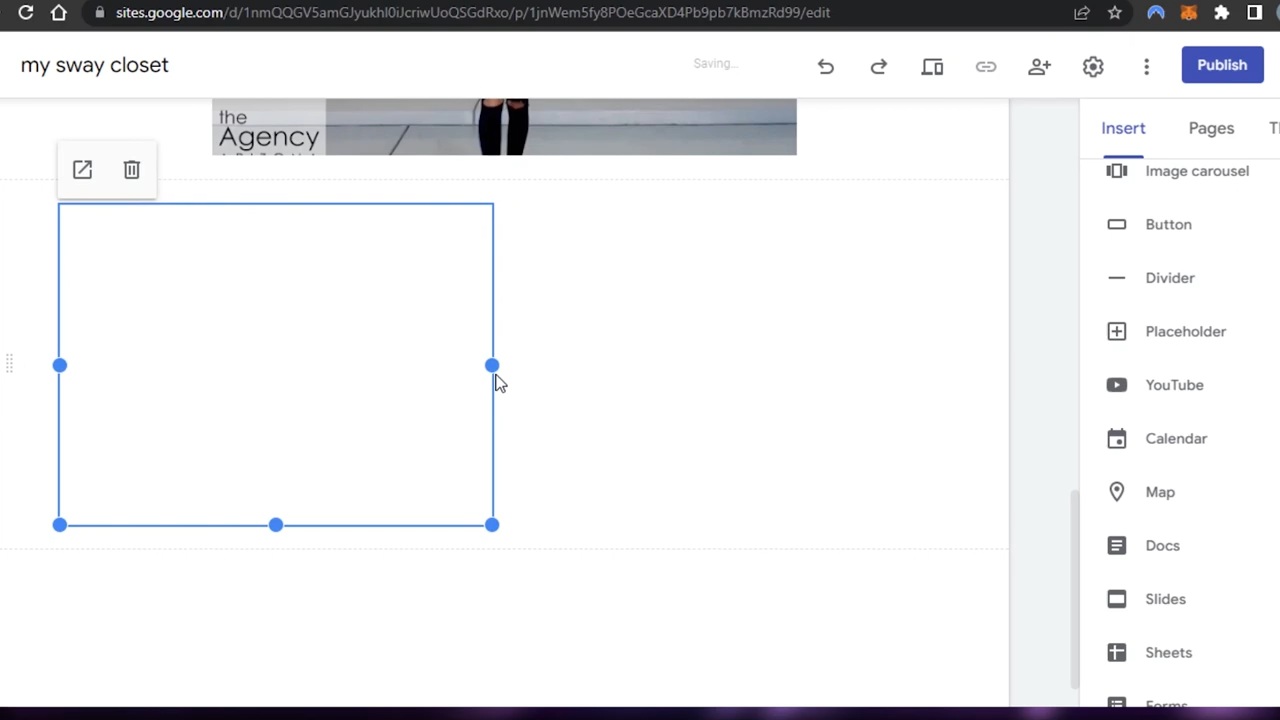 sites.google.com/d/1nmQQGV5amGJyukhl0iJcriwUoQSGdRxo/p/1jnWem5fy8POeGcaXD4Pb9pb7kBmzRd99/edit
my sway closet
Saving...
Publish
the
Agency
Insert
Pages
Image carousel
Button
Divider
Placeholder
YouTube
Calendar
Map
Docs
Slides
Sheets
Forms